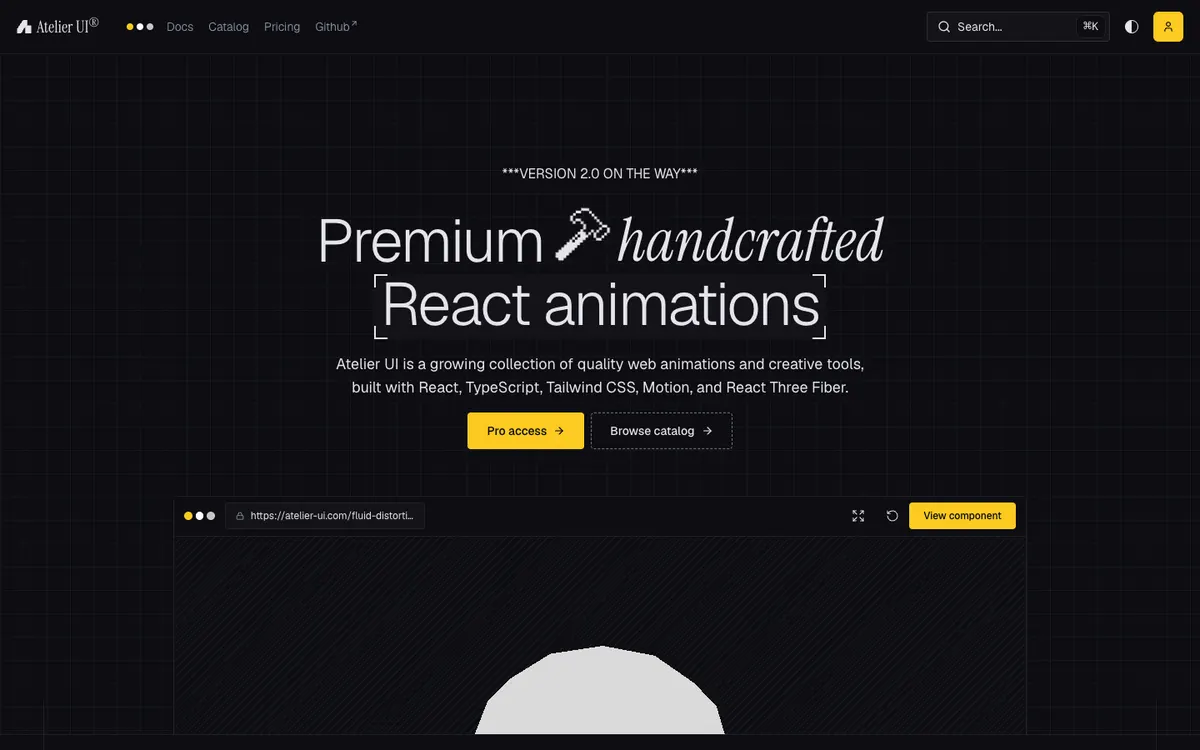 Atelier UI®
Docs
Catalog
Pricing
Github↗
Search...
⌘K
***VERSION 2.0 ON THE WAY***
Premium handcrafted
React animations
Atelier UI is a growing collection of quality web animations and creative tools,
built with React, TypeScript, Tailwind CSS, Motion, and React Three Fiber.
Pro access →
Browse catalog →
https://atelier-ui.com/fluid-distorti...
View component